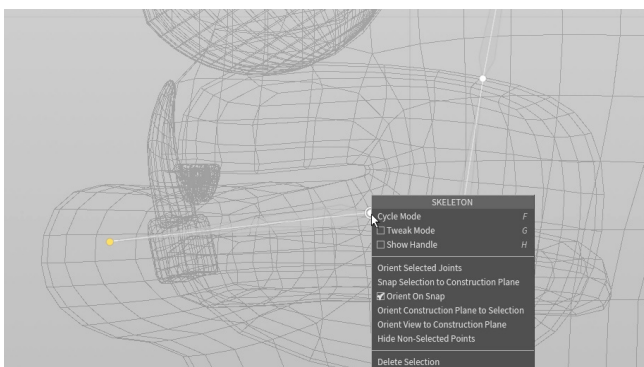 SKELETON
Cycle Mode F
Tweak Mode G
Show Handle H
Orient Selected Joints
Snap Selection to Construction Plane
Orient On Snap
Orient Construction Plane to Selection
Orient View to Construction Plane
Hide Non-Selected Points
Delete Selection